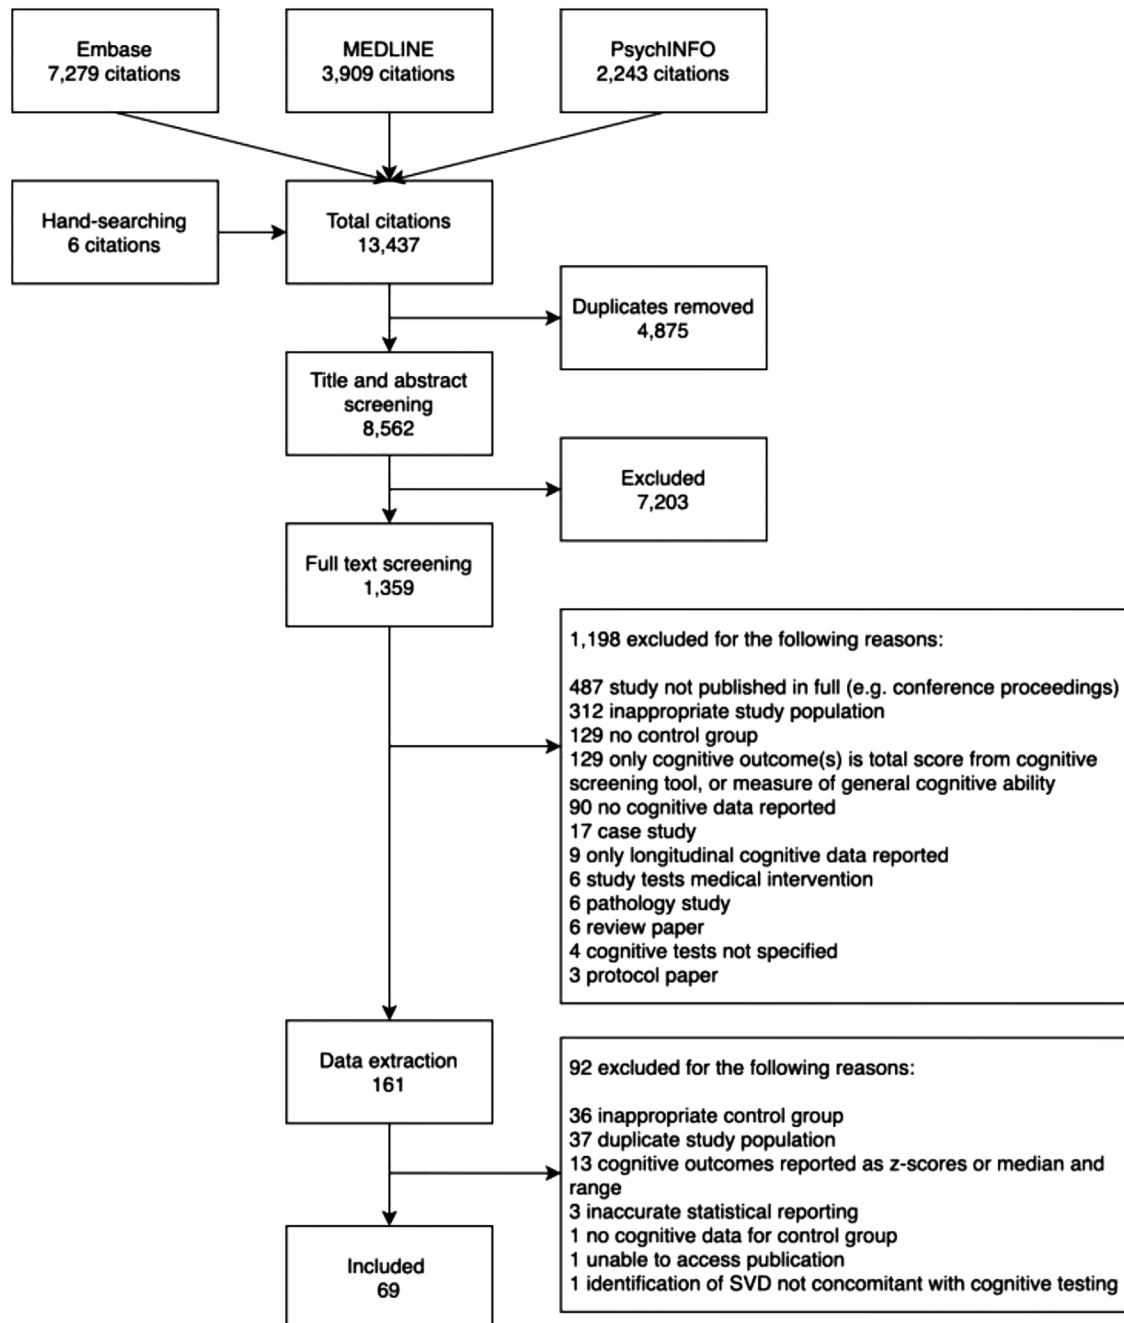 Embase
7,279 citations
MEDLINE
3,909 citations
PsychINFO
2,243 citations
Hand-searching
6 citations
Total citations
13,437
Duplicates removed
4,875
Title and abstract
screening
8,562
Excluded
7,203
Full text screening
1,359
1,198 excluded for the following reasons:
487 study not published in full (e.g. conference proceedings)
312 inappropriate study population
129 no control group
129 only cognitive outcome(s) is total score from cognitive
screening tool, or measure of general cognitive ability
90 no cognitive data reported
17 case study
9 only longitudinal cognitive data reported
6 study tests medical intervention
6 pathology study
6 review paper
4 cognitive tests not specified
3 protocol paper
Data extraction
161
92 excluded for the following reasons:
36 inappropriate control group
37 duplicate study population
13 cognitive outcomes reported as z-scores or median and
range
3 inaccurate statistical reporting
1 no cognitive data for control group
1 unable to access publication
1 identification of SVD not concomitant with cognitive testing
Included
69